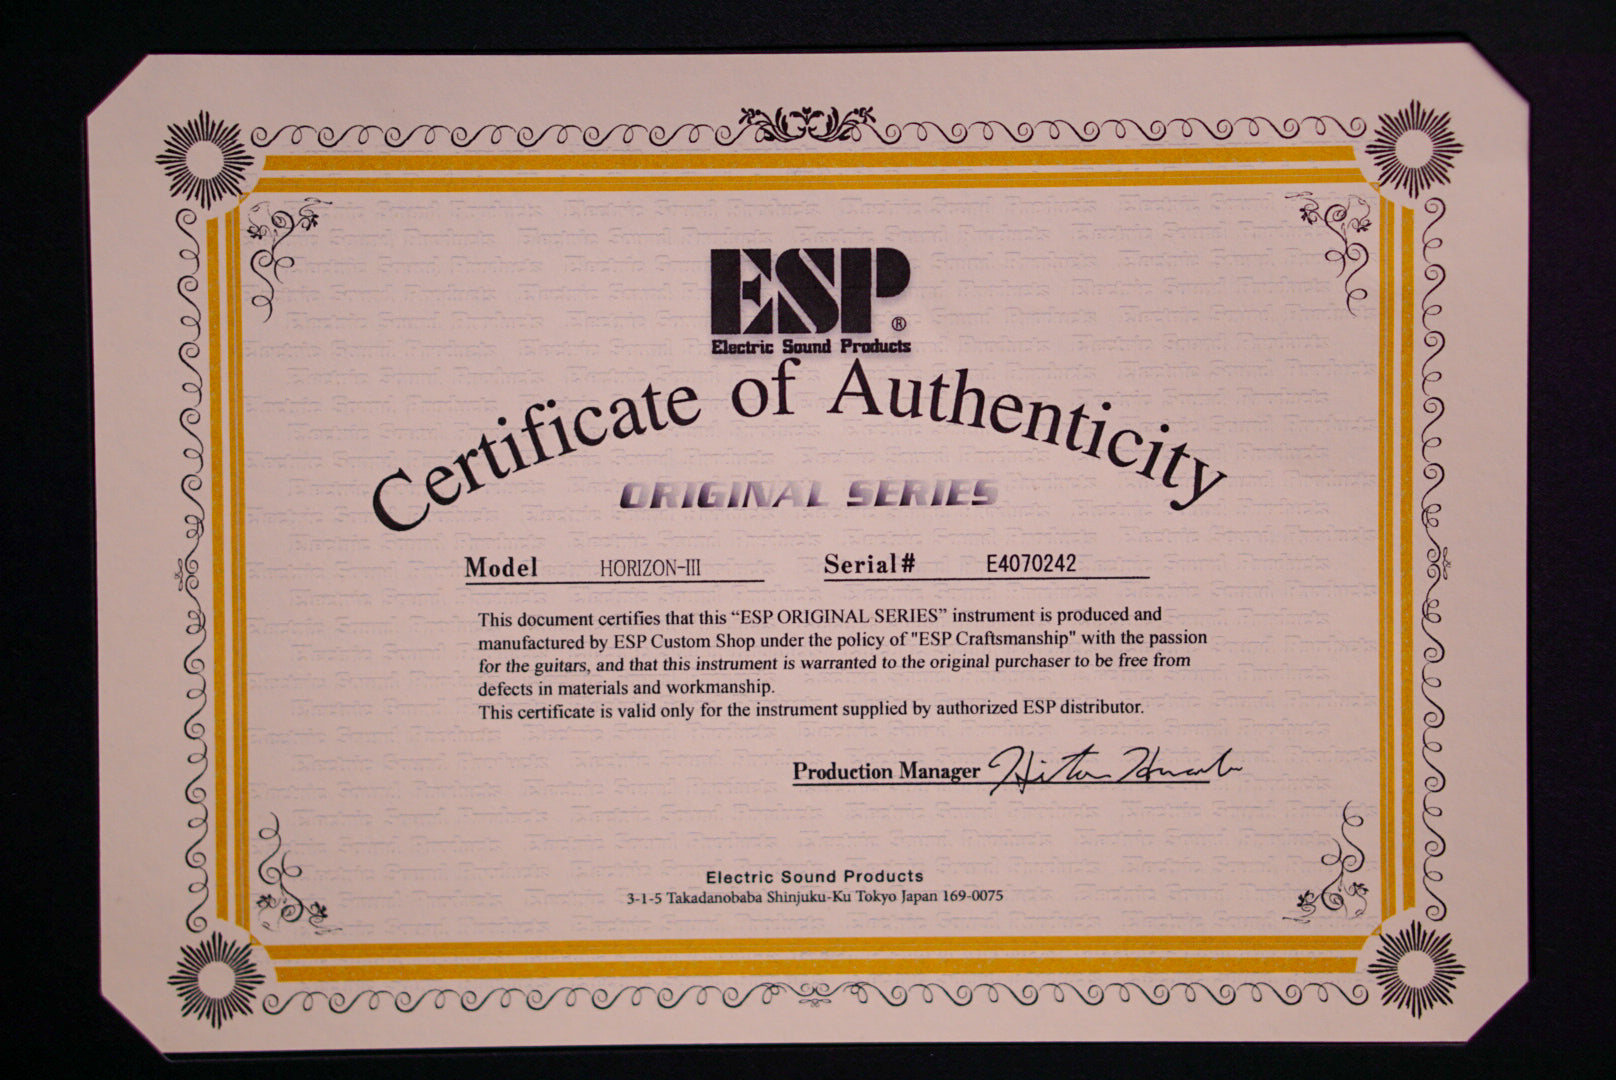 ESP®
Electric Sound Products
Certificate of Authenticity
ORIGINAL SERIES
Model HORIZON-III Serial# E4070242
This document certifies that this “ESP ORIGINAL SERIES” instrument is produced and
manufactured by ESP Custom Shop under the policy of "ESP Craftsmanship" with the passion
for the guitars, and that this instrument is warranted to the original purchaser to be free from
defects in materials and workmanship.
This certificate is valid only for the instrument supplied by authorized ESP distributor.
Production Manager
Electric Sound Products
3-1-5 Takadanobaba Shinjuku-Ku Tokyo Japan 169-0075